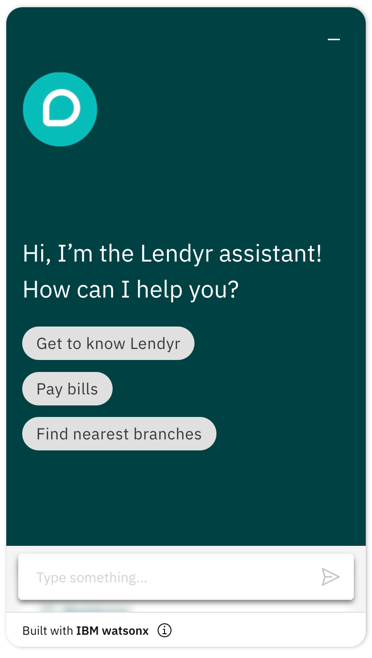 Hi, I’m the Lendyr assistant!
How can I help you?
Get to know Lendyr
Pay bills
Find nearest branches
Type something...
Built with IBM watsonx